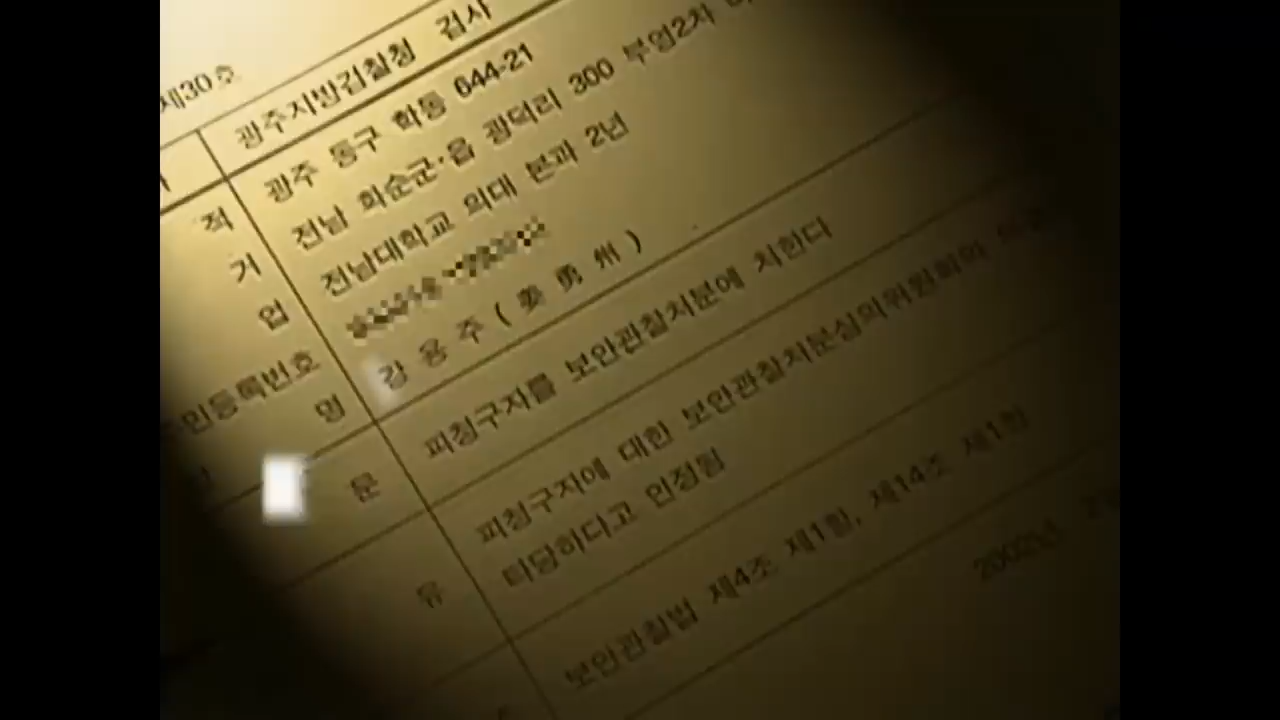 제30호
광주지방검찰청 검사
적 광주 동구 학동 644-21
거 전남 화순군·읍 광덕리 300 부영2차
업 전남대학교 의대 본과 2년
주민등록번호
명 강용주 (姜勇州)
문 피청구자를 보안관찰처분에 처한다
유 피청구자에 대한 보안관찰처분심의위원회의
타당하다고 인정됨
보안관찰법 제4조 제1항, 제14조 제1항
2002년